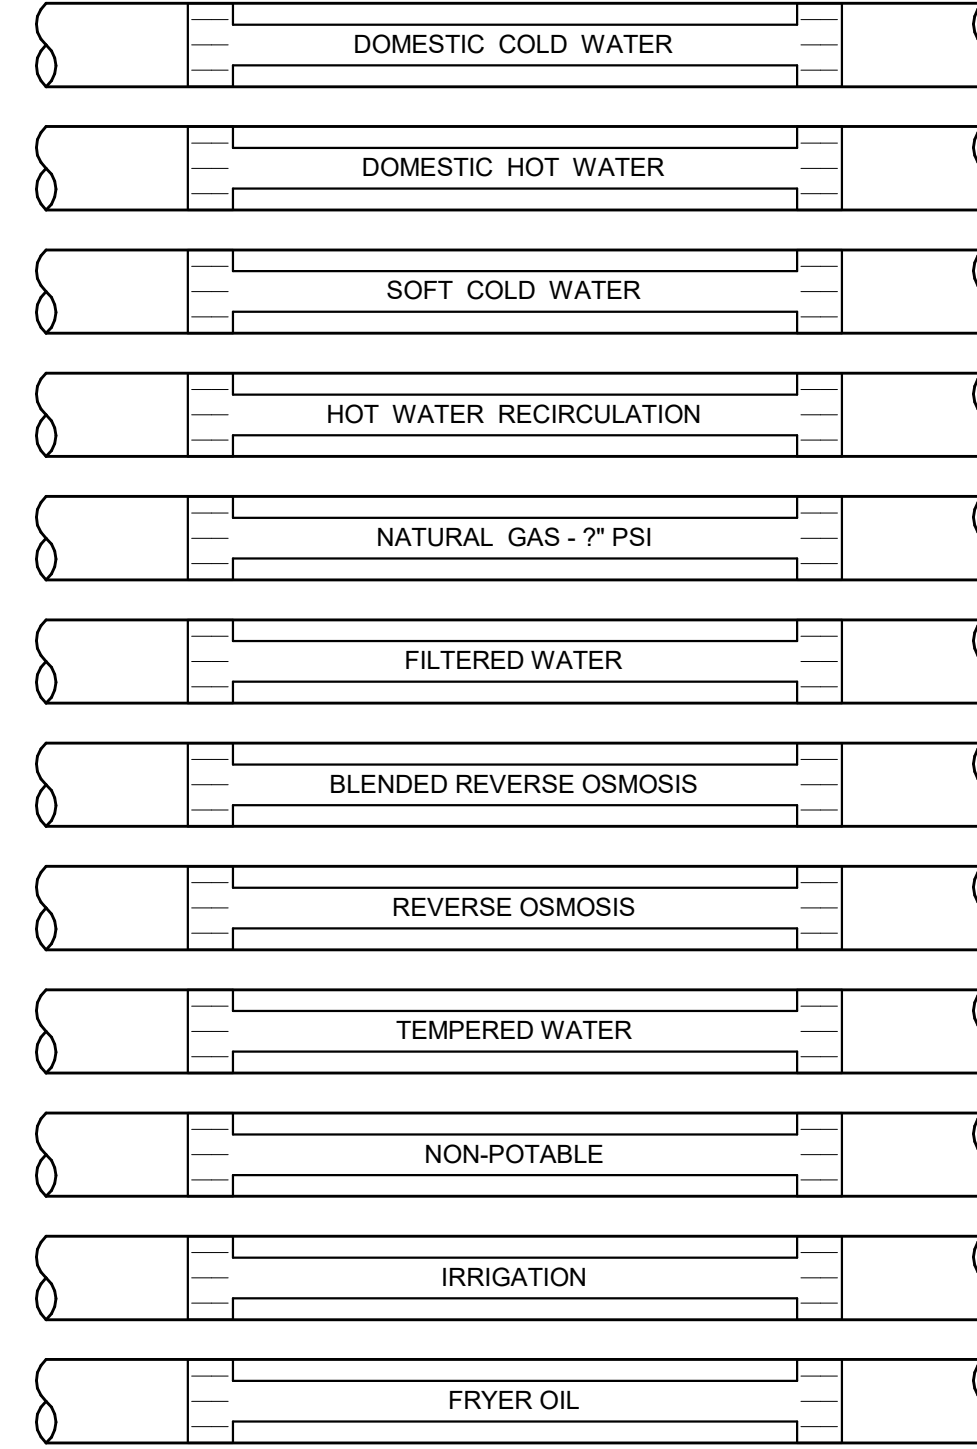 DOMESTIC COLD WATER
DOMESTIC HOT WATER
SOFT COLD WATER
HOT WATER RECIRCULATION
NATURAL GAS - ?" PSI
FILTERED WATER
BLENDED REVERSE OSMOSIS
REVERSE OSMOSIS
TEMPERED WATER
NON-POTABLE
IRRIGATION
FRYER OIL